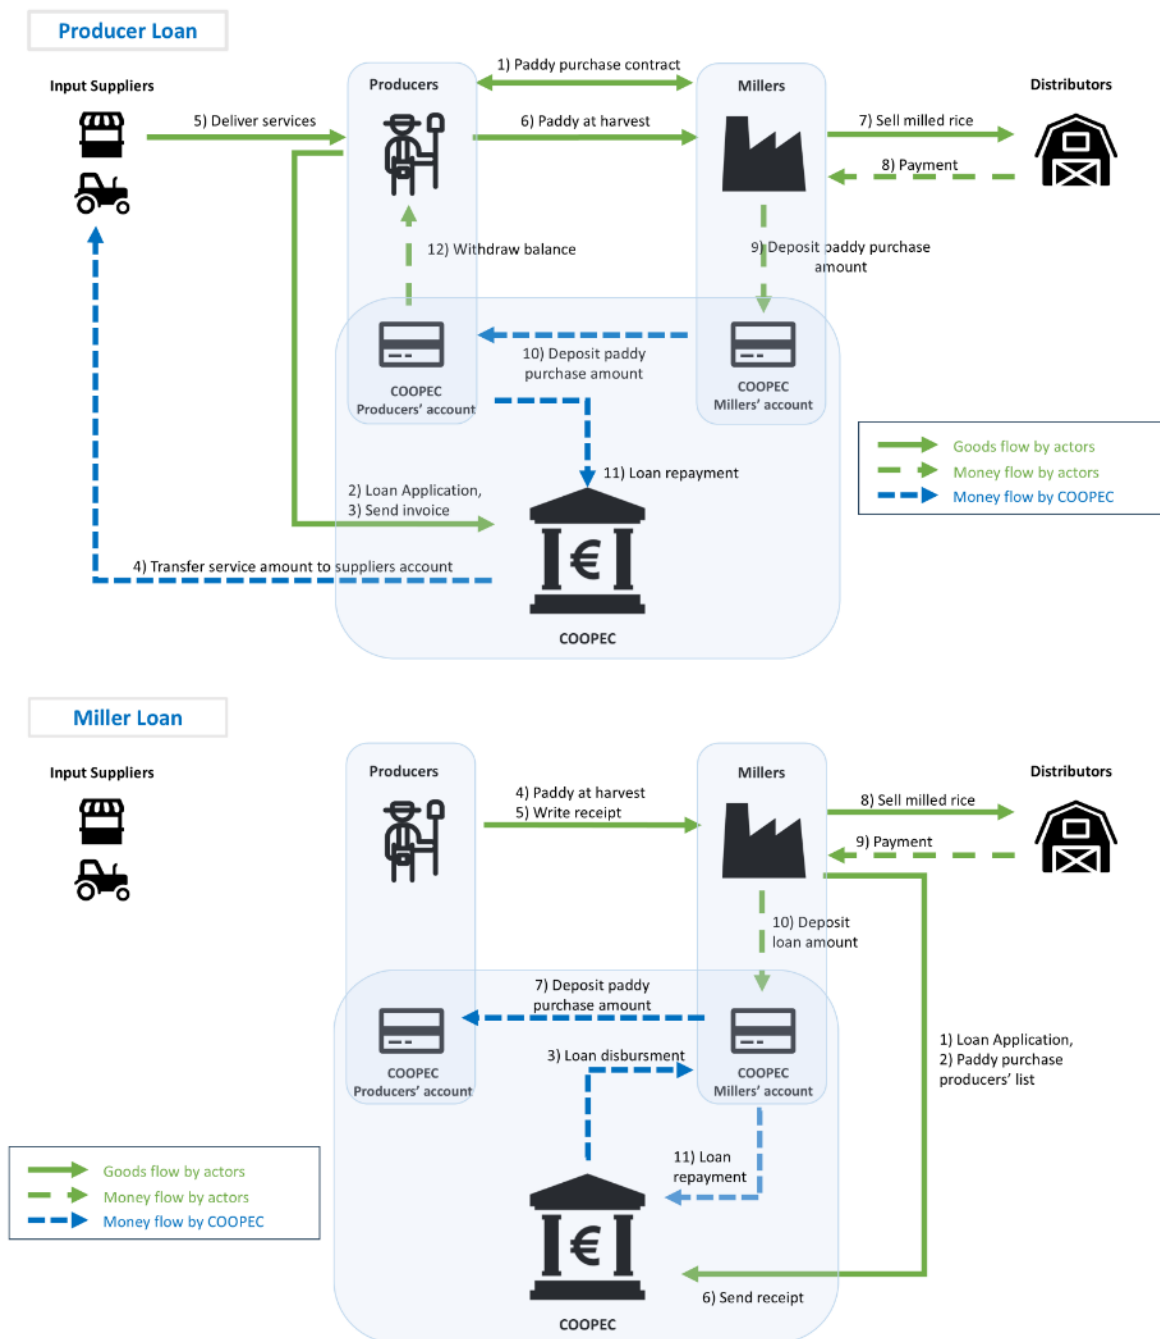 Producer Loan
Input Suppliers
Producers
1) Paddy purchase contract
Millers
Distributors
5) Deliver services
6) Paddy at harvest
7) Sell milled rice
8) Payment
12) Withdraw balance
9) Deposit paddy purchase
amount
10) Deposit paddy
purchase amount
COOPEC
Producers' account
COOPEC
Millers' account
11) Loan repayment
2) Loan Application,
3) Send invoice
4) Transfer service amount to suppliers account
€
COOPEC
Goods flow by actors
Money flow by actors
Money flow by COOPEC
Miller Loan
Input Suppliers
Producers
Millers
Distributors
4) Paddy at harvest
5) Write receipt
8) Sell milled rice
9) Payment
10) Deposit
loan amount
7) Deposit paddy
purchase amount
COOPEC
Producers' account
3) Loan disbursment
COOPEC
Millers' account
1) Loan Application,
2) Paddy purchase
producers' list
11) Loan
repayment
€
6) Send receipt
COOPEC
Goods flow by actors
Money flow by actors
Money flow by COOPEC